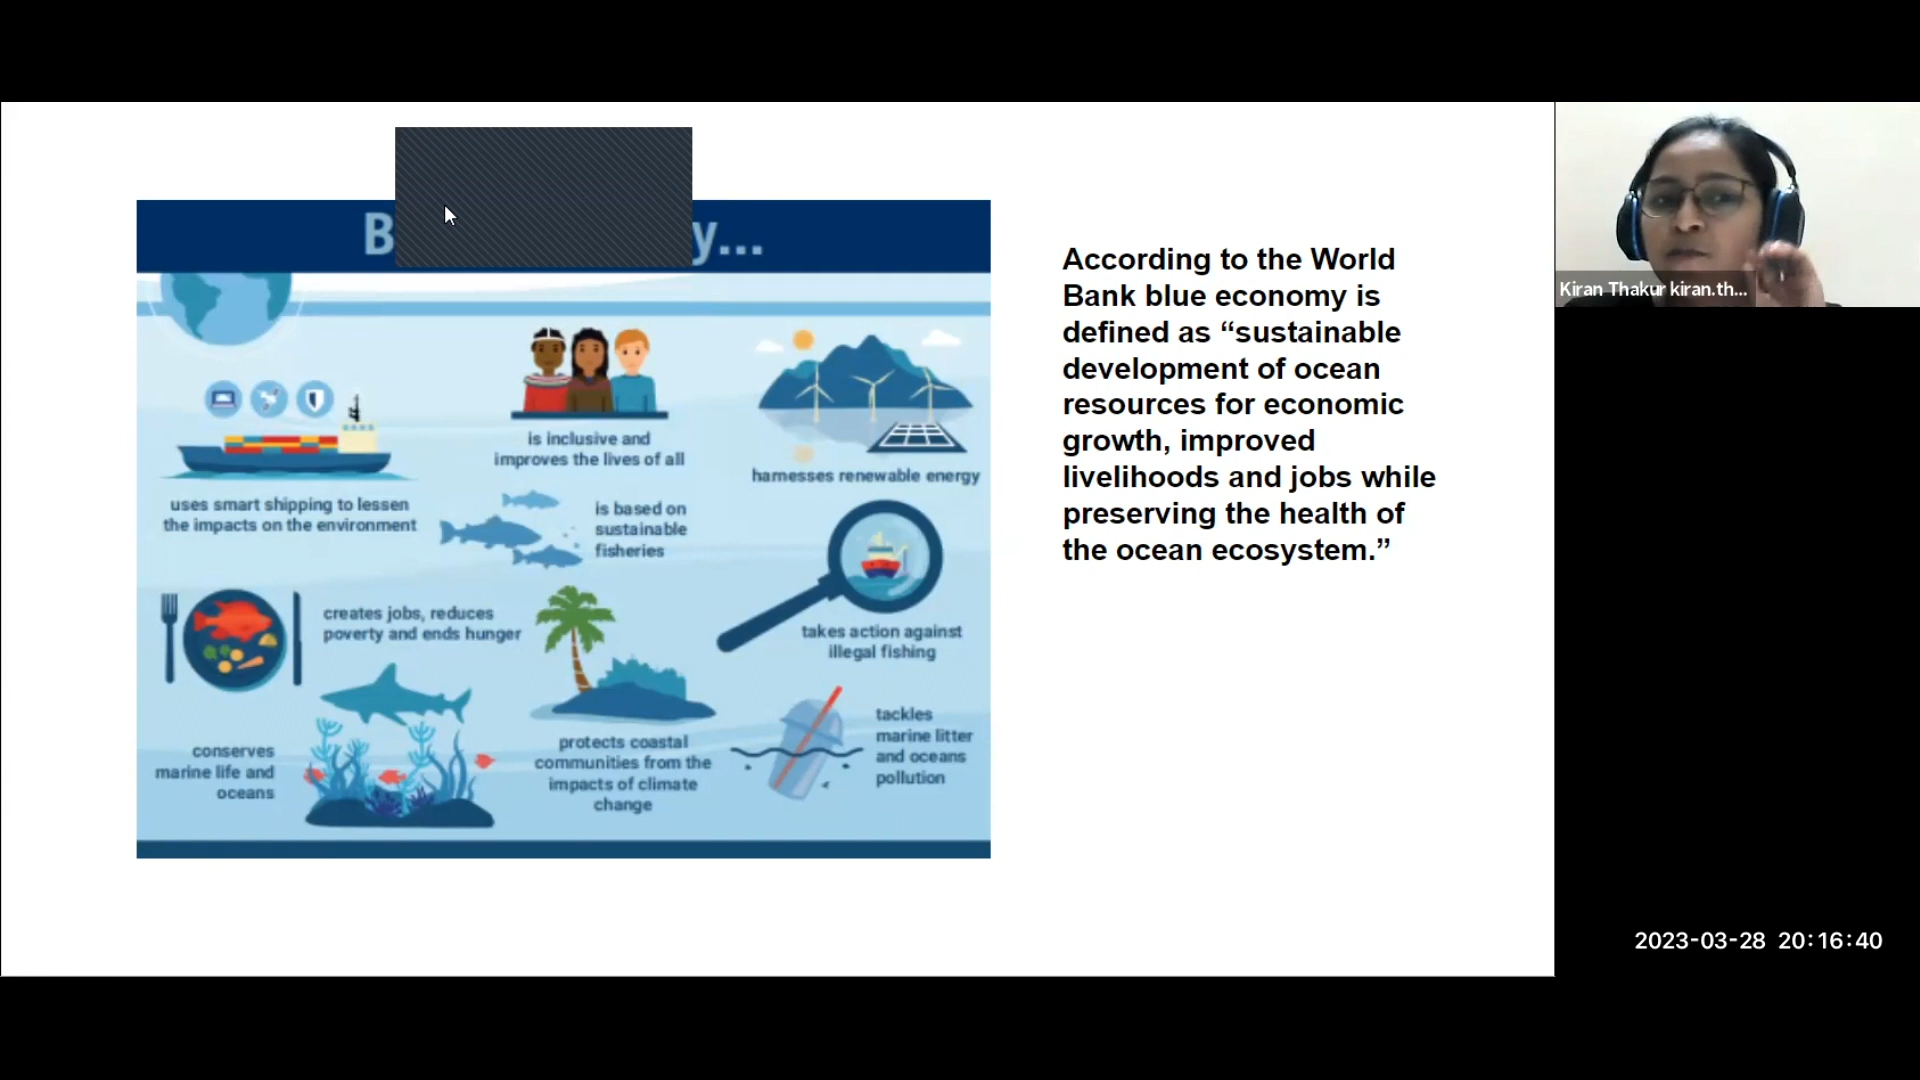 B
y...
is inclusive and
improves the lives of all
harnesses renewable energy
uses smart shipping to lessen
the impacts on the environment
is based on
sustainable
fisheries
creates jobs, reduces
poverty and ends hunger
takes action against
illegal fishing
conserves
marine life and
oceans
protects coastal
communities from the
impacts of climate
change
tackles
marine litter
and oceans
pollution
According to the World
Bank blue economy is
defined as “sustainable
development of ocean
resources for economic
growth, improved
livelihoods and jobs while
preserving the health of
the ocean ecosystem.”
Kiran Thakur kiran.th...
2023-03-28 20:16:40